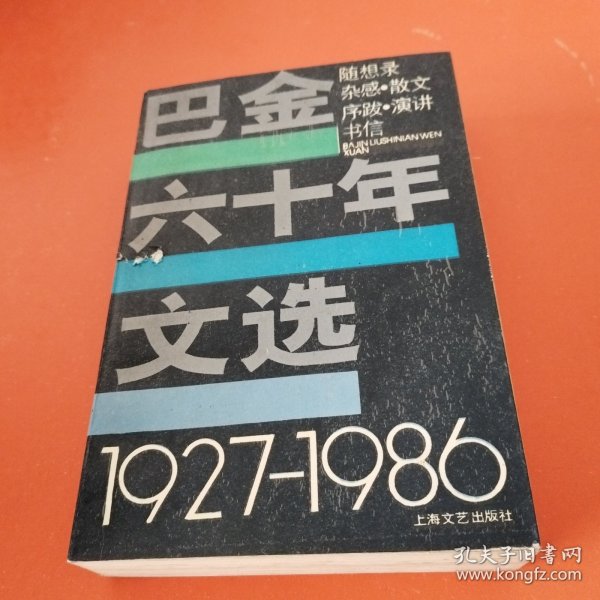 巴金
六十年
文选
随想录
杂感·散文
序跋·演讲
书信
BAJIN LIUSHINIAN WEN
XUAN
1927-1986
上海文艺出版社
孔夫子旧书网
www.kongfz.com